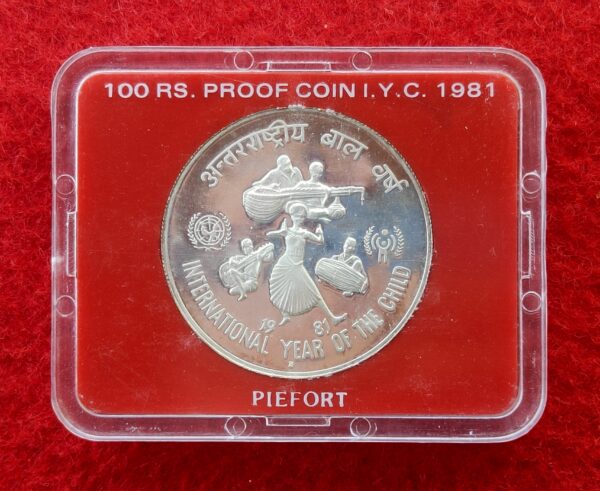 100 RS. PROOF COIN I.Y.C. 1981
अन्तरराष्ट्रीय बाल वर्ष
19 81
INTERNATIONAL YEAR OF THE CHILD
PIEFORT